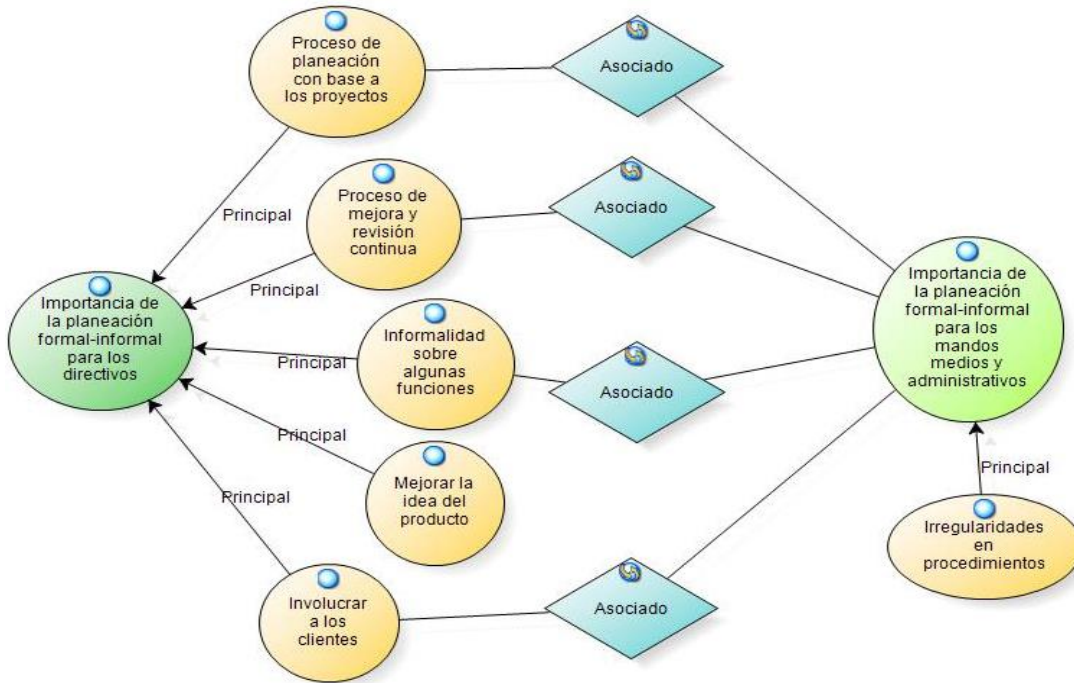 Proceso de
planeación
con base a
los proyectos
Asociado
Principal
Proceso de
mejora y
revisión
continua
Asociado
Principal
Importancia de
la planeación
formal-informal
para los
directivos
Principal
Informalidad
sobre
algunas
funciones
Asociado
Importancia de
la planeación
formal-informal
para los
mandos
medios y
administrativos
Principal
Mejorar la
idea del
producto
Principal
Irregularidades
en
procedimientos
Principal
Involucrar
a los
clientes
Asociado